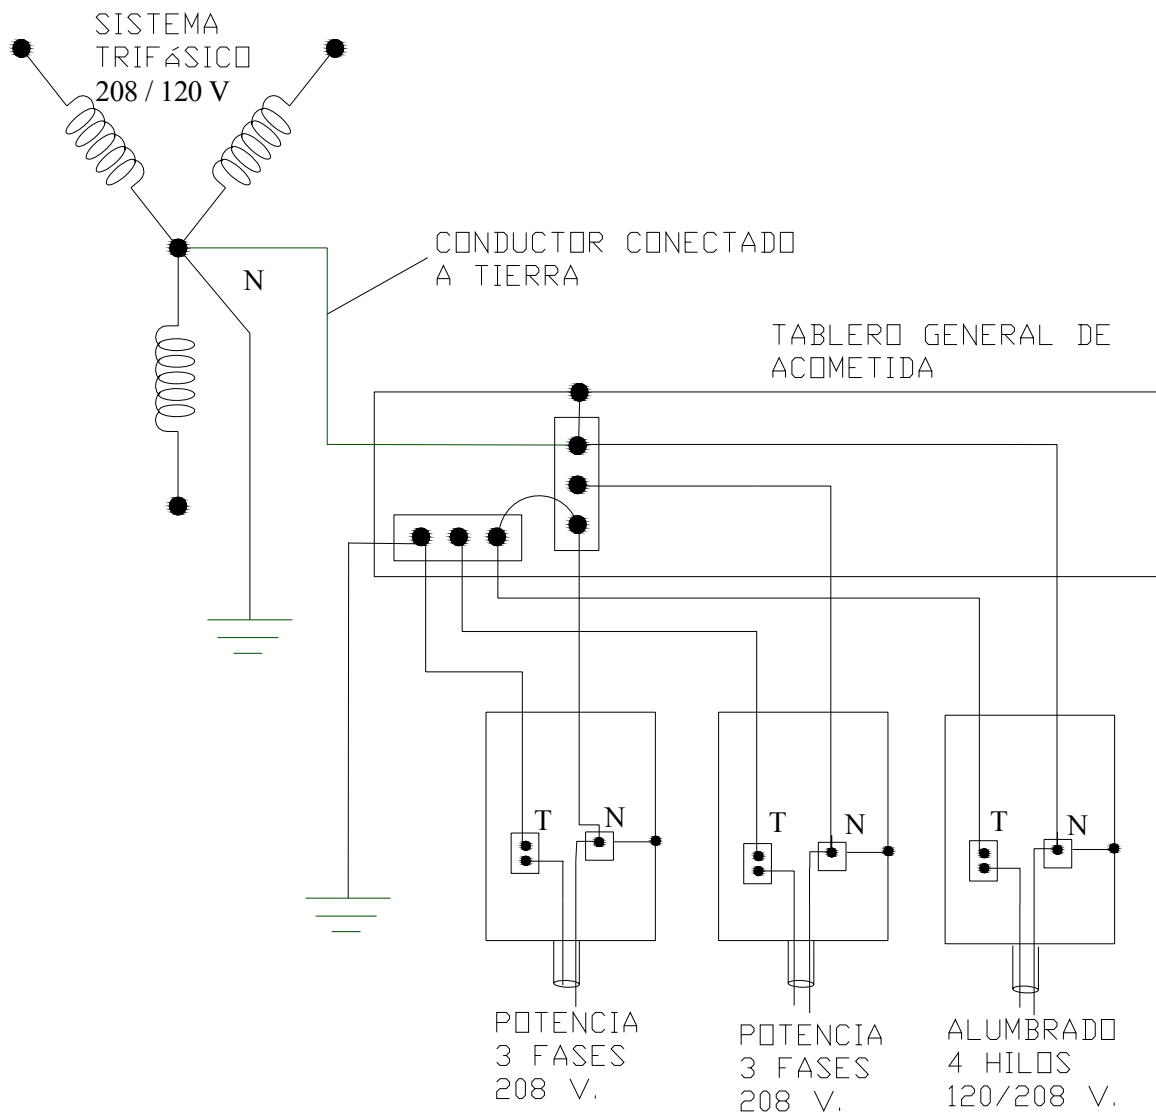 SISTEMA
TRIFÁSICO
208 / 120 V
CONDUCTOR CONECTADO
A TIERRA
N
TABLERO GENERAL DE
ACOMETIDA
T
N
T
N
T
N
POTENCIA
3 FASES
208 V.
POTENCIA
3 FASES
208 V.
ALUMBRADO
4 HILOS
120/208 V.